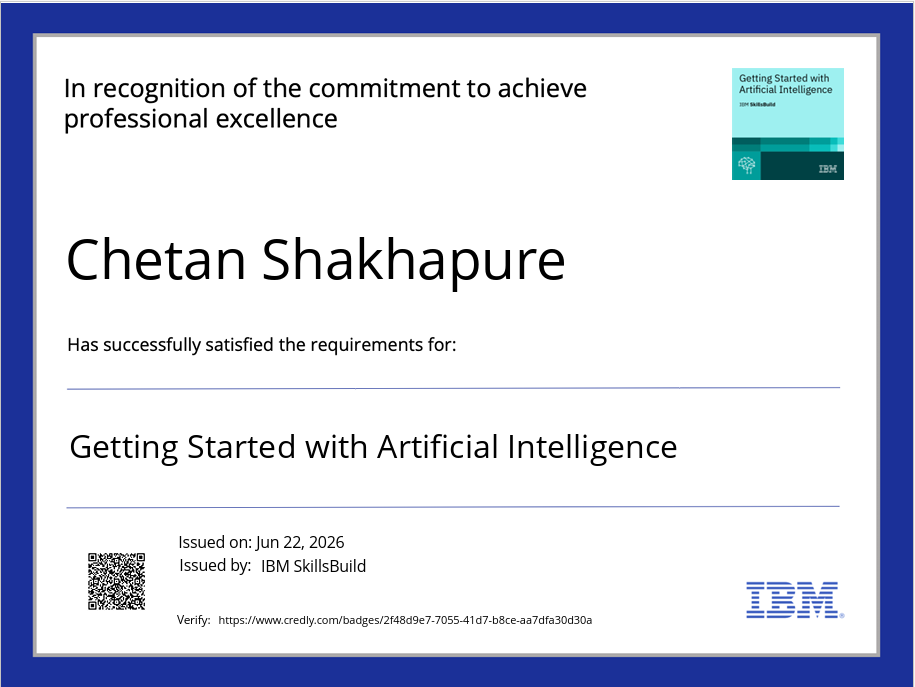 In recognition of the commitment to achieve
professional excellence
Getting Started with
Artificial Intelligence
IBM SkillsBuild
IBM
Chetan Shakhapure
Has successfully satisfied the requirements for:
Getting Started with Artificial Intelligence
Issued on: Jun 22, 2026
Issued by: IBM SkillsBuild
Verify: https://www.credly.com/badges/2f48d9e7-7055-41d7-b8ce-aa7dfa30d30a
IBM®